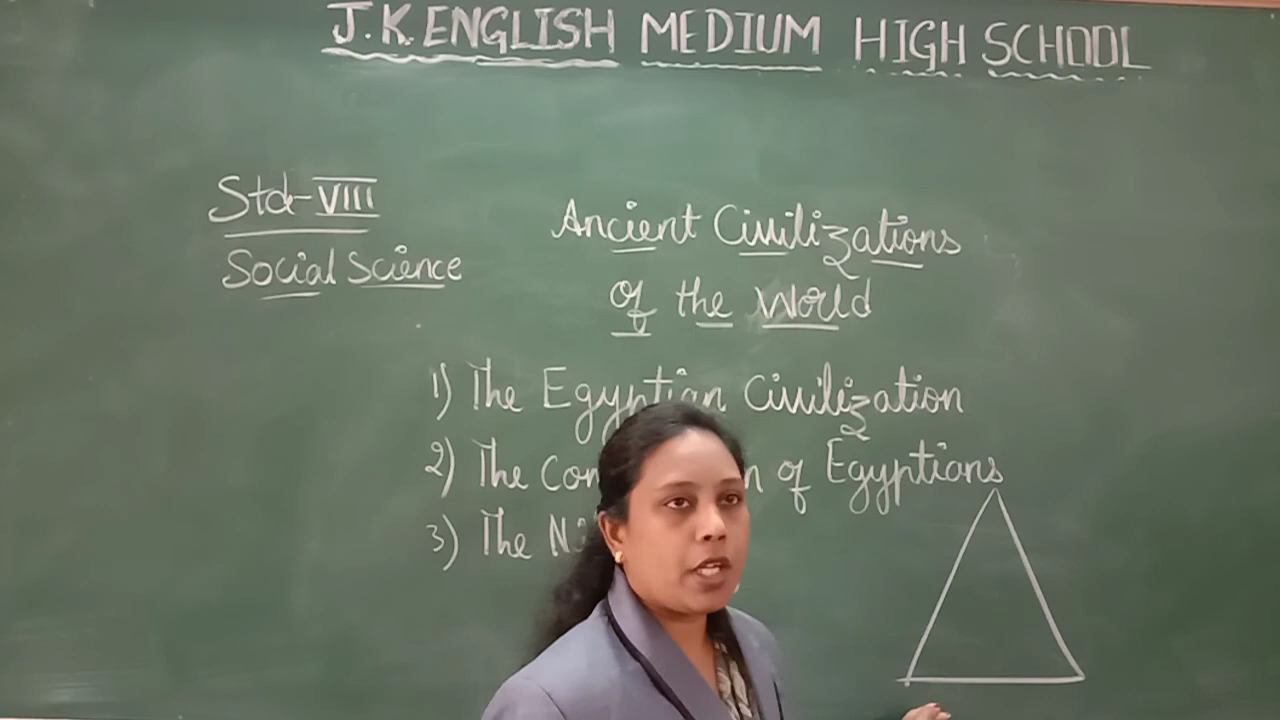 J.K. ENGLISH MEDIUM HIGH SCHOOL
Std-VIII
Social Science
Ancient Civilizations
of the World
1) The Egyptian Civilization
2) The of Egyptians
3) The